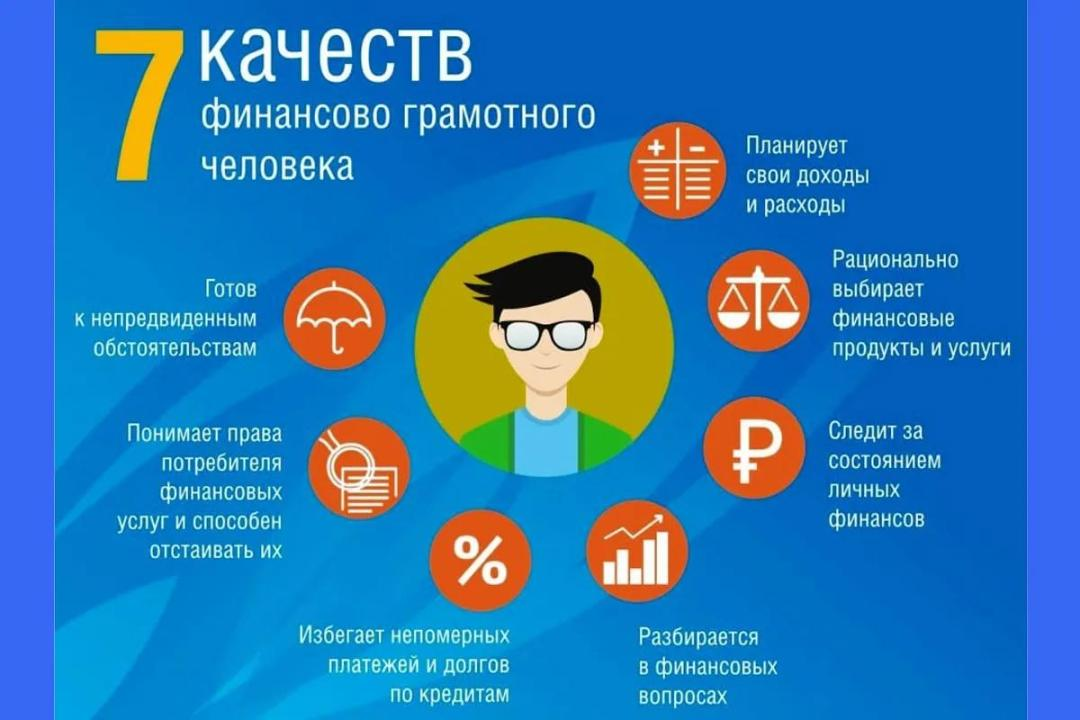 7 качеств
финансово грамотного
человека
Планирует
свои доходы
и расходы
Рационально
выбирает
финансовые
продукты и услуги
Следит за
состоянием
личных
финансов
Разбирается
в финансовых
вопросах
Избегает непомерных
платежей и долгов
по кредитам
Понимает права
потребителя
финансовых
услуг и способен
отстаивать их
Готов
к непредвиденным
обстоятельствам